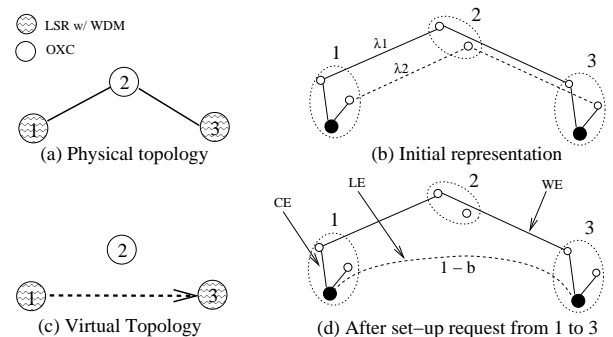 LSR w/ WDM
OXC
2
1
3
(a) Physical topology
1
2
3
λ1
λ2
(b) Initial representation
2
1
3
(c) Virtual Topology
CE
LE
WE
1
2
3
1 – b
(d) After set–up request from 1 to 3